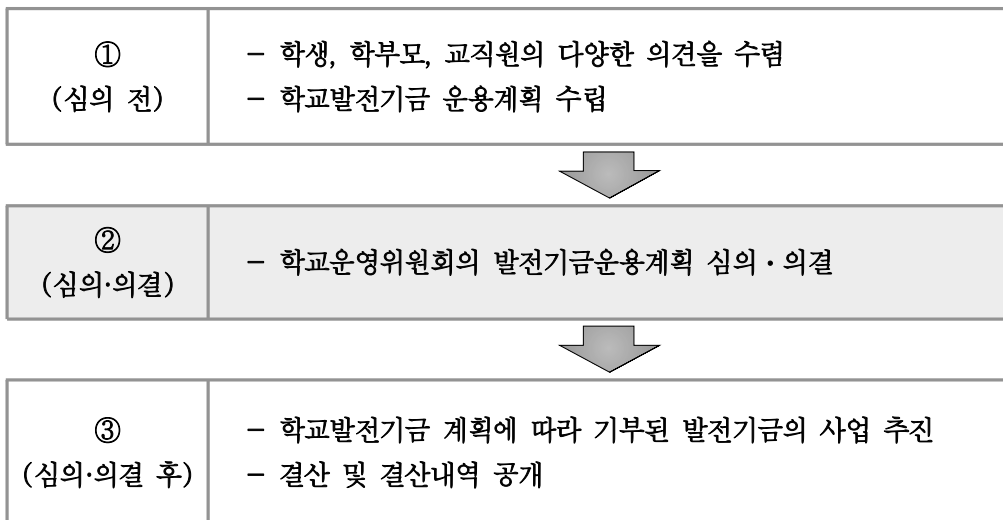 ①
(심의 전)
- 학생, 학부모, 교직원의 다양한 의견을 수렴
- 학교발전기금 운용계획 수립
②
(심의·의결)
- 학교운영위원회의 발전기금운용계획 심의·의결
③
(심의·의결 후)
- 학교발전기금 계획에 따라 기부된 발전기금의 사업 추진
- 결산 및 결산내역 공개